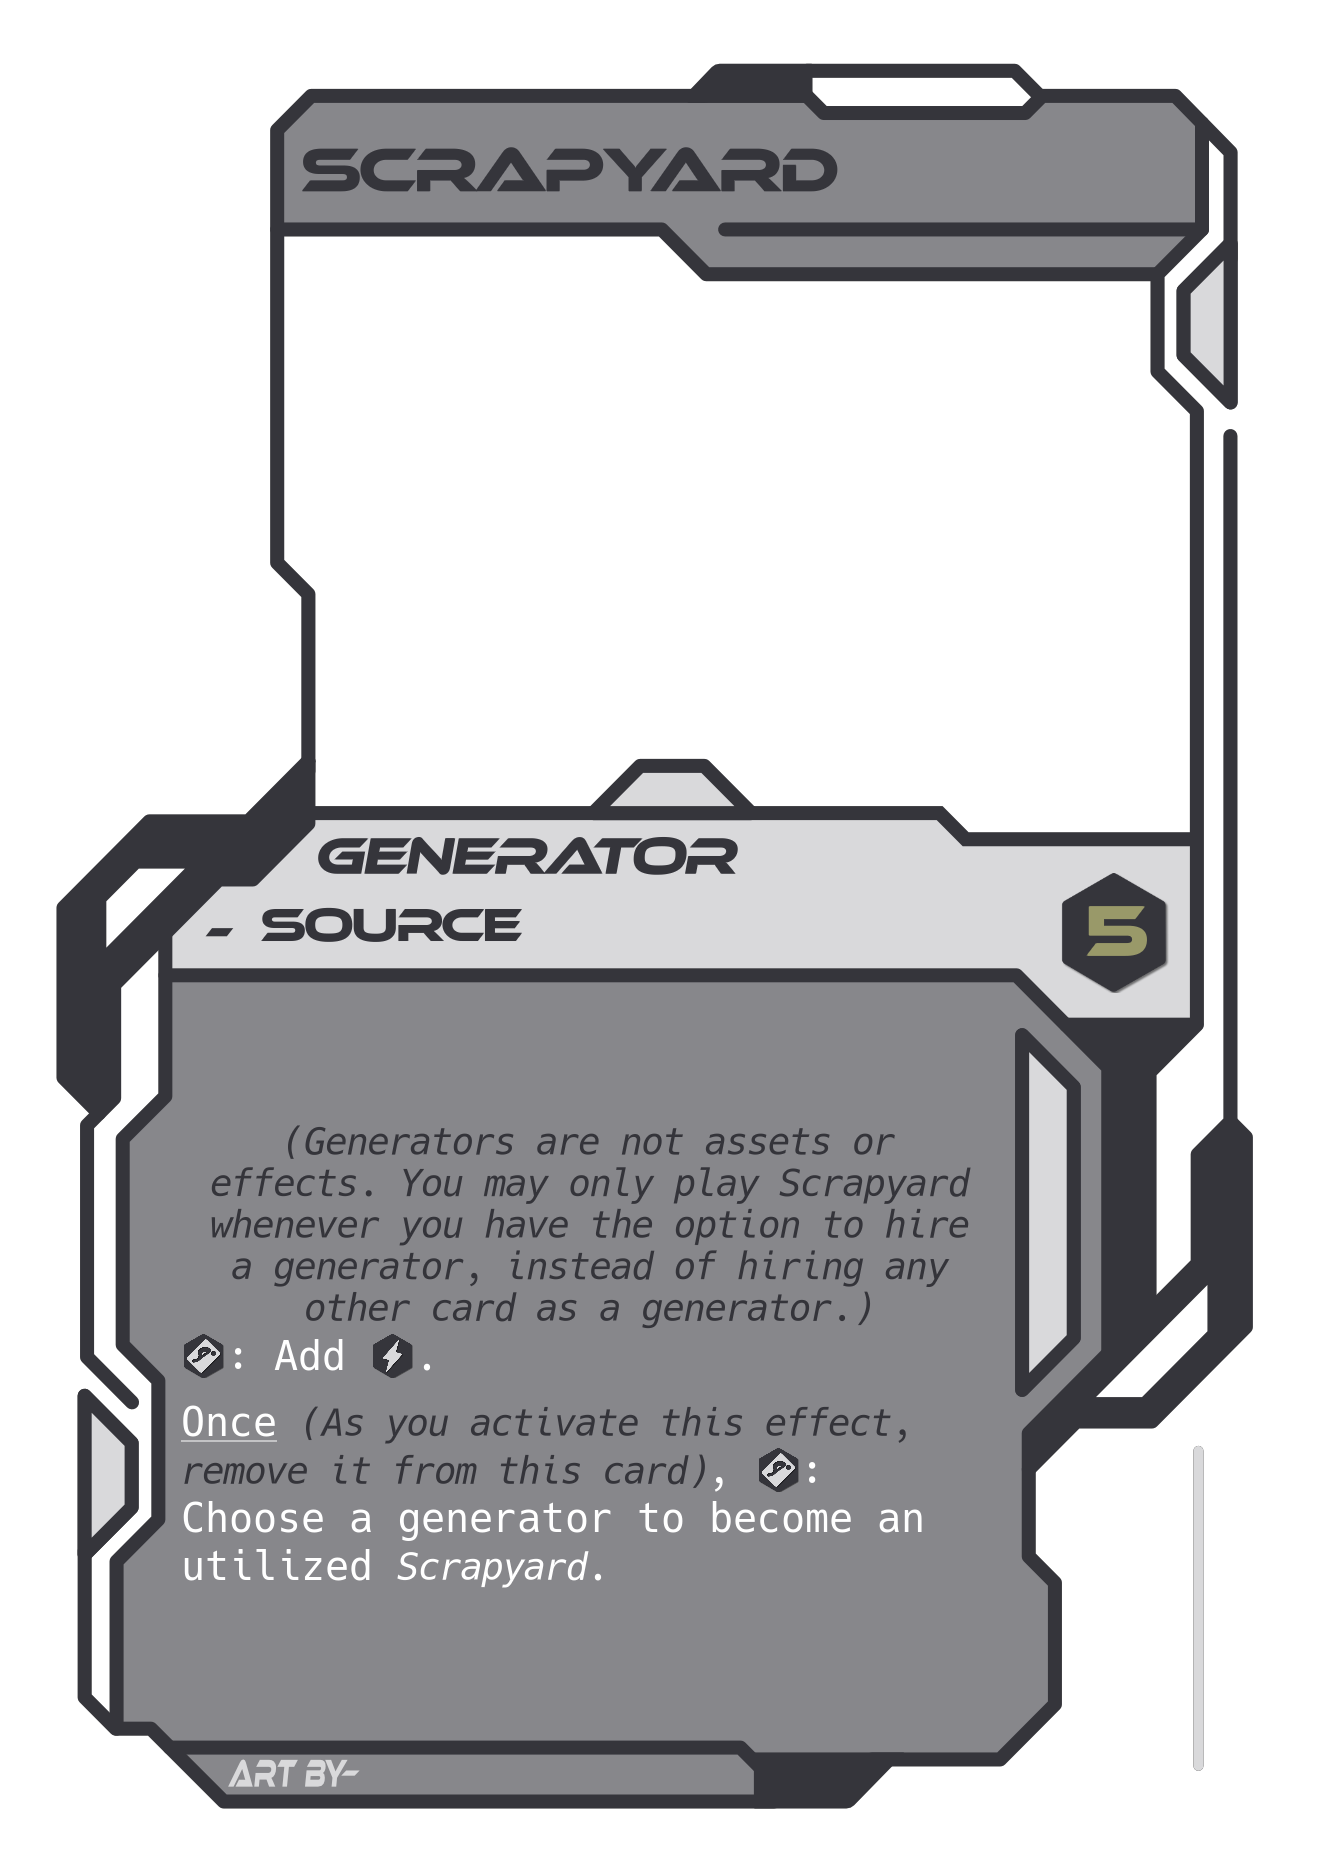 SCRAPYARD
GENERATOR
- SOURCE
5
(Generators are not assets or
effects. You may only play Scrapyard
whenever you have the option to hire
a generator, instead of hiring any
other card as a generator.)
: Add .
Once (As you activate this effect,
remove it from this card), :
Choose a generator to become an
utilized Scrapyard.
ART BY-